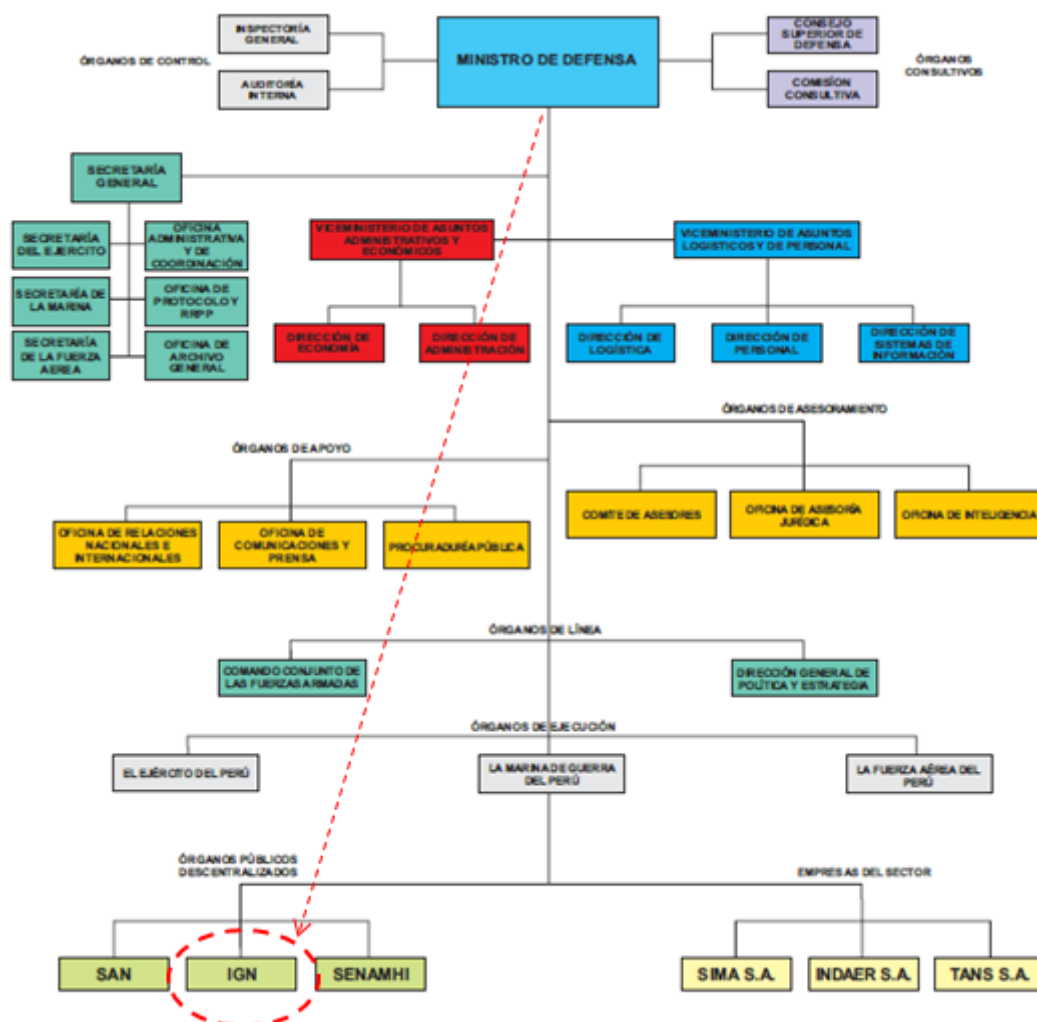 INSPECTORÍA
GENERAL
ÓRGANOS DE CONTROL
AUDITORÍA
INTERNA
MINISTRO DE DEFENSA
CONSEJO
SUPERIOR DE
DEFENSA
ÓRGANOS
CONSULTIVOS
COMISÍON
CONSULTIVA
SECRETARÍA
GENERAL
SECRETARÍA
DEL EJERCITO
OFICINA
ADMINISTRATIVA
Y DE
COORDINACIÓN
SECRETARÍA DE
LA MARINA
OFICINA DE
PROTOCOLO Y
RRPP
SECRETARÍA
DE LA FUERZA
AEREA
OFICINA DE
ARCHIVO
GENERAL
VICEMINISTERIO DE ASUNTOS
ADMINISTRATIVOS Y
ECONÓMICOS
VICEMINISTERIO DE ASUNTOS
LOGISTICOS Y DE PERSONAL
DIRECCIÓN DE
ECONOMÍA
DIRECCIÓN DE
ADMINISTRACIÓN
DIRECCIÓN DE
LOGÍSTICA
DIRECCIÓN DE
PERSONAL
DIRECCIÓN DE
SISTEMAS DE
INFORMACIÓN
ÓRGANOS DE ASESORAMIENTO
ÓRGANOS DE APOYO
COMITE DE ASESORES
OFICINA DE ASESORÍA
JURÍDICA
OFICINA DE INTELIGENCIA
OFICINA DE RELACIONES
NACIONALES E
INTERNACIONALES
OFICINA DE
COMUNICACIONES Y
PRENSA
PROCURADURÍA PÚBLICA
ÓRGANOS DE LÍNEA
COMANDO CONJUNTO DE
LAS FUERZAS ARMADAS
DIRECCIÓN GENERAL DE
POLÍTICA Y ESTRATEGIA
ÓRGANOS DE EJECUCIÓN
EL EJÉRCITO DEL PERÚ
LA MARINA DE GUERRA
DEL PERÚ
LA FUERZA AÉREA DEL
PERÚ
ÓRGANOS PÚBLICOS
DESCENTRALIZADOS
EMPRESAS DEL SECTOR
SAN
IGN
SENAMHI
SIMA S.A.
INDAER S.A.
TANS S.A.